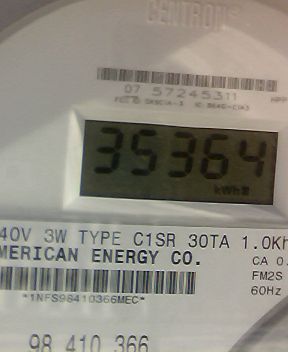 CENTRON
07 57245311
35364
kWh
40V 3W TYPE C1SR 30TA 1.0Kh
MERICAN ENERGY CO.
CA 0.
FM2S
60Hz
*1NFS98410366MEC*
98 410 366